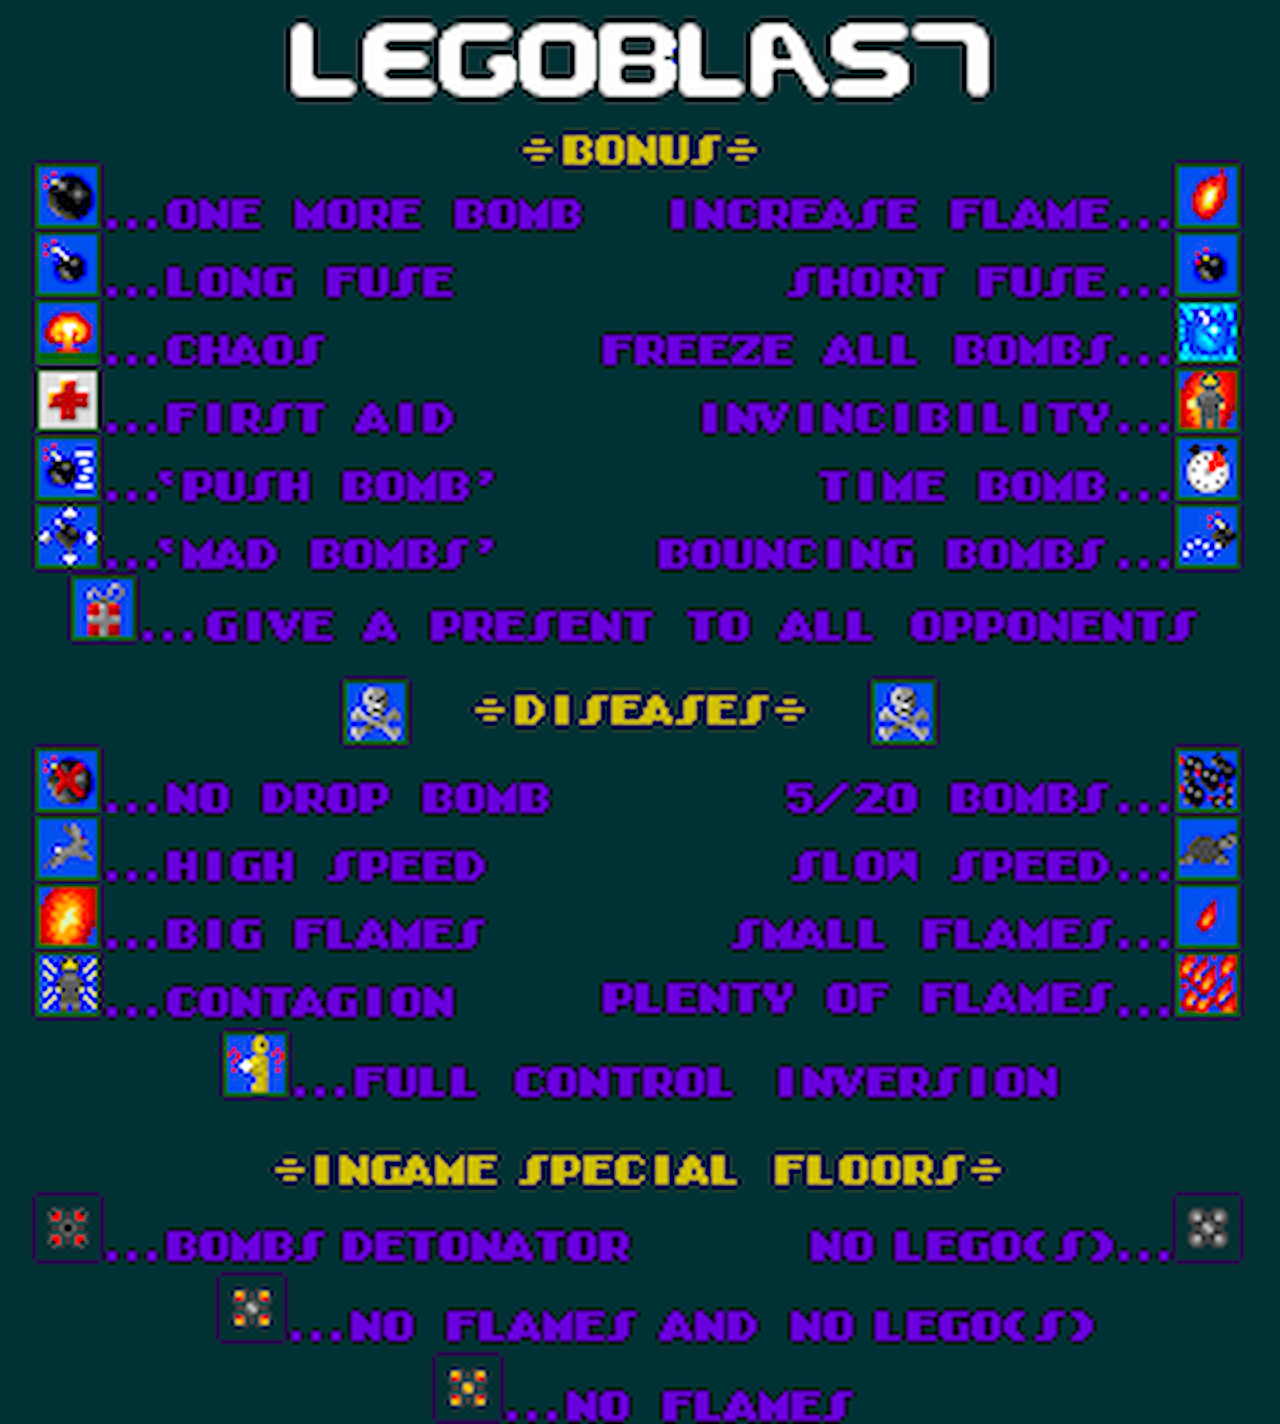 LEGOBLAST
÷BONUS÷
...ONE MORE BOMB INCREASE FLAME...
...LONG FUSE SHORT FUSE...
...CHAOS FREEZE ALL BOMBS...
...FIRST AID INVINCIBILITY...
...'PUSH BOMB' TIME BOMB...
...'MAD BOMBS' BOUNCING BOMBS...
...GIVE A PRESENT TO ALL OPPONENTS
÷DISEASES÷
...NO DROP BOMB 5/20 BOMBS...
...HIGH SPEED SLOW SPEED...
...BIG FLAMES SMALL FLAMES...
...CONTAGION PLENTY OF FLAMES...
...FULL CONTROL INVERSION
÷INGAME SPECIAL FLOORS÷
...BOMBS DETONATOR NO LEGO(S)...
...NO FLAMES AND NO LEGO(S)
...NO FLAMES